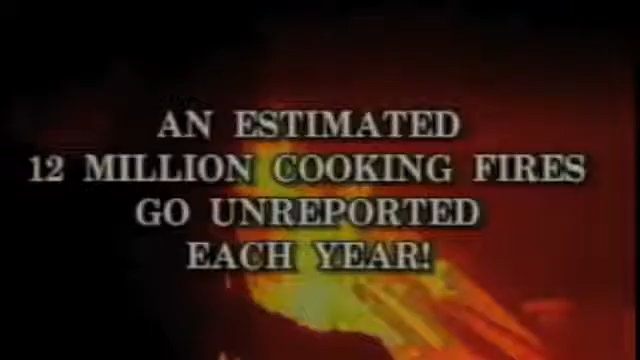 AN ESTIMATED
12 MILLION COOKING FIRES
GO UNREPORTED
EACH YEAR!